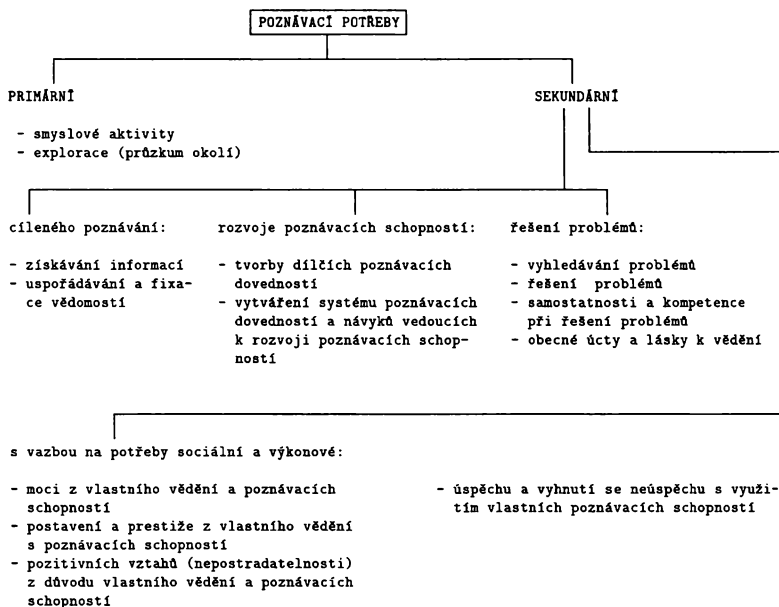 POZNÁVACÍ POTŘEBY
PRIMÁRNÍ
- smyslové aktivity
- explorace (průzkum okolí)
SEKUNDÁRNÍ
cíleného poznávání:
- získávání informací
- uspořádávání a fixa-
ce vědomostí
rozvoje poznávacích schopností:
- tvorby dílčích poznávacích
dovedností
- vytváření systému poznávacích
dovedností a návyků vedoucích
k rozvoji poznávacích schop-
ností
řešení problémů:
- vyhledávání problémů
- řešení problémů
- samostatnosti a kompetence
při řešení problémů
- obecné úcty a lásky k vědění
s vazbou na potřeby sociální a výkonové:
- moci z vlastního vědění a poznávacích
schopností
- postavení a prestiže z vlastního vědění
s poznávacích schopností
- pozitivních vztahů (nepostradatelnosti)
z důvodu vlastního vědění a poznávacích
schopností
- úspěchu a vyhnutí se neúspěchu s využi-
tím vlastních poznávacích schopností